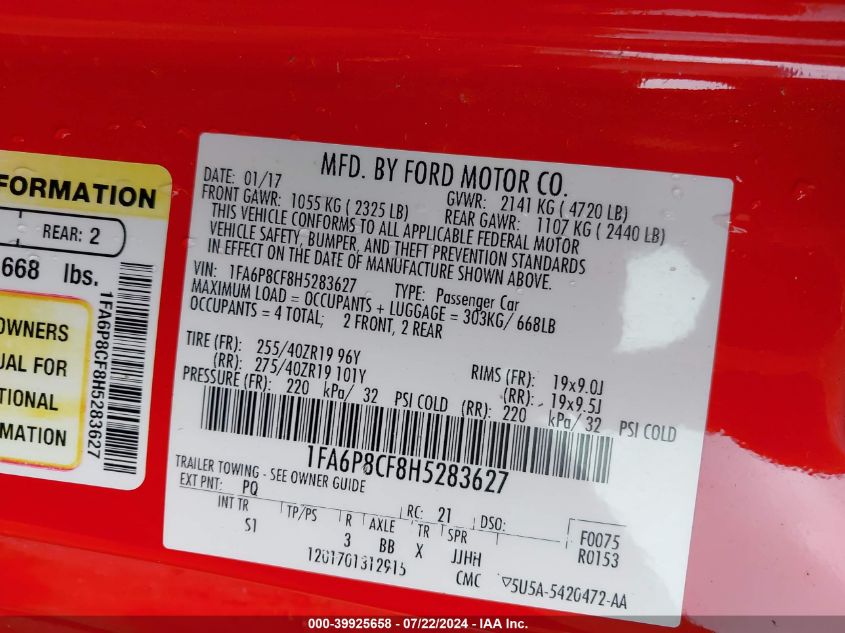 FORMATION
REAR: 2
668 lbs.
OWNERS
UAL FOR
TIONAL
MATION
1FA6P8CF8H5283627
MFD. BY FORD MOTOR CO.
DATE: 01/17 GVWR: 2141 KG ( 4720 LB)
FRONT GAWR: 1055 KG ( 2325 LB) REAR GAWR: 1107 KG ( 2440 LB)
THIS VEHICLE CONFORMS TO ALL APPLICABLE FEDERAL MOTOR
VEHICLE SAFETY, BUMPER, AND THEFT PREVENTION STANDARDS
IN EFFECT ON THE DATE OF MANUFACTURE SHOWN ABOVE.
VIN: 1FA6P8CF8H5283627 TYPE: Passenger Car
MAXIMUM LOAD = OCCUPANTS + LUGGAGE = 303KG/ 668LB
OCCUPANTS = 4 TOTAL; 2 FRONT, 2 REAR
TIRE (FR): 255/40ZR19 96Y RIMS (FR): 19x9.0J
(RR): 275/40ZR19 101Y (RR): 19x9.5J
PRESSURE (FR): 220 kPa/ 32 PSI COLD (RR): 220 kPa/ 32 PSI COLD
1FA6P8CF8H5283627
TRAILER TOWING - SEE OWNER GUIDE
EXT PNT: PQ RC: 21 DSO: F0075
INT TR TP/PS R AXLE TR SPR R0153
S1 3 BB X JJHH
1201701312915 CMC ▽5U5A-5420472-AA
000-39925658 - 07/22/2024 - IAA Inc.